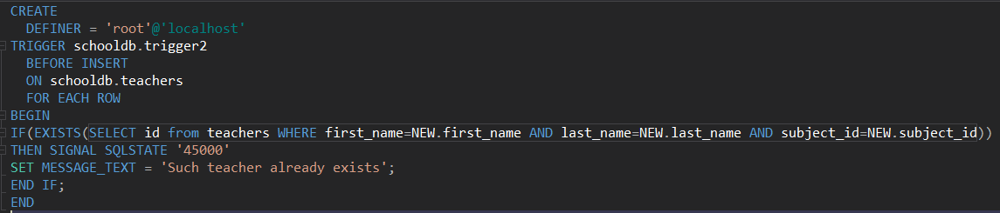 CREATE
DEFINER = 'root'@'localhost'
TRIGGER schooldb.trigger2
BEFORE INSERT
ON schooldb.teachers
FOR EACH ROW
BEGIN
IF(EXISTS(SELECT id from teachers WHERE first_name=NEW.first_name AND last_name=NEW.last_name AND subject_id=NEW.subject_id))
THEN SIGNAL SQLSTATE '45000'
SET MESSAGE_TEXT = 'Such teacher already exists';
END IF;
END